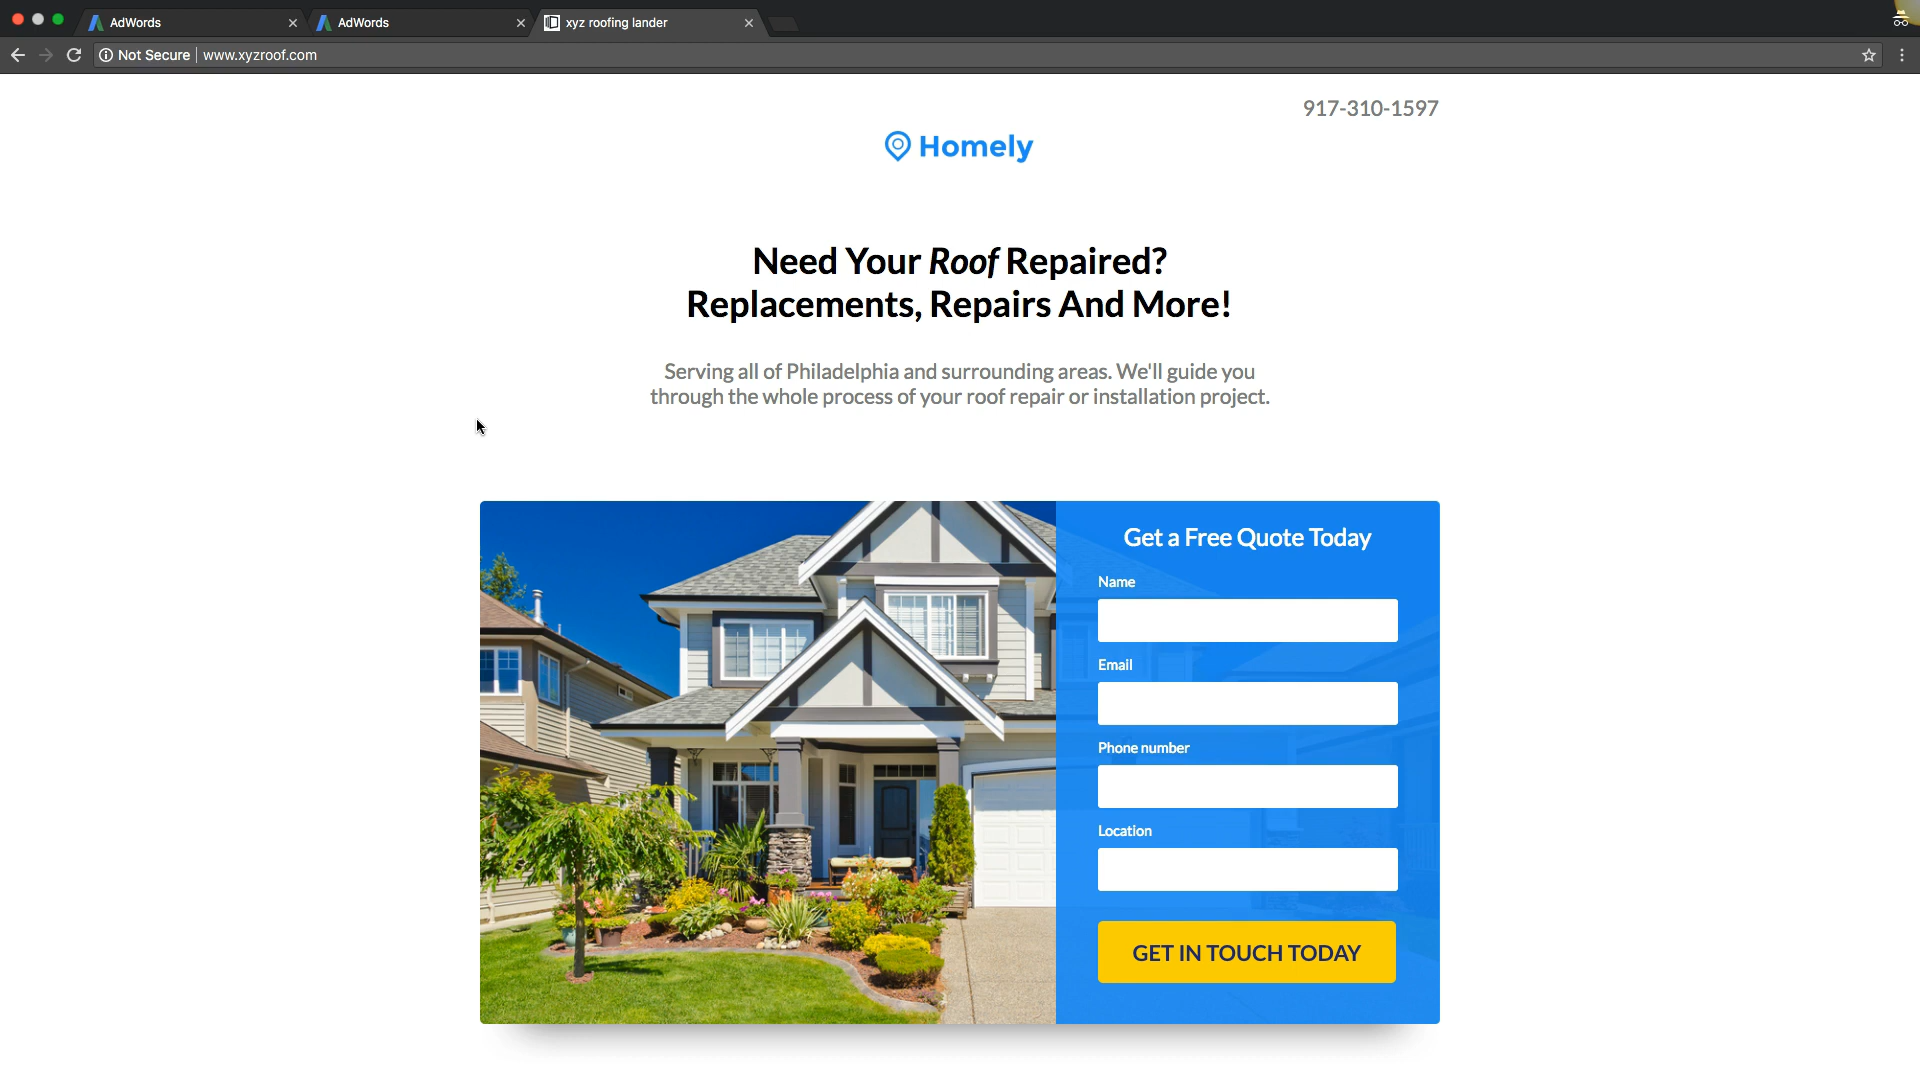 AdWords
AdWords
xyz roofing lander
Not Secure
www.xyzroof.com
917-310-1597
Homely
Need Your Roof Repaired?
Replacements, Repairs And More!
Serving all of Philadelphia and surrounding areas. We'll guide you
through the whole process of your roof repair or installation project.
Get a Free Quote Today
Name
Email
Phone number
Location
GET IN TOUCH TODAY